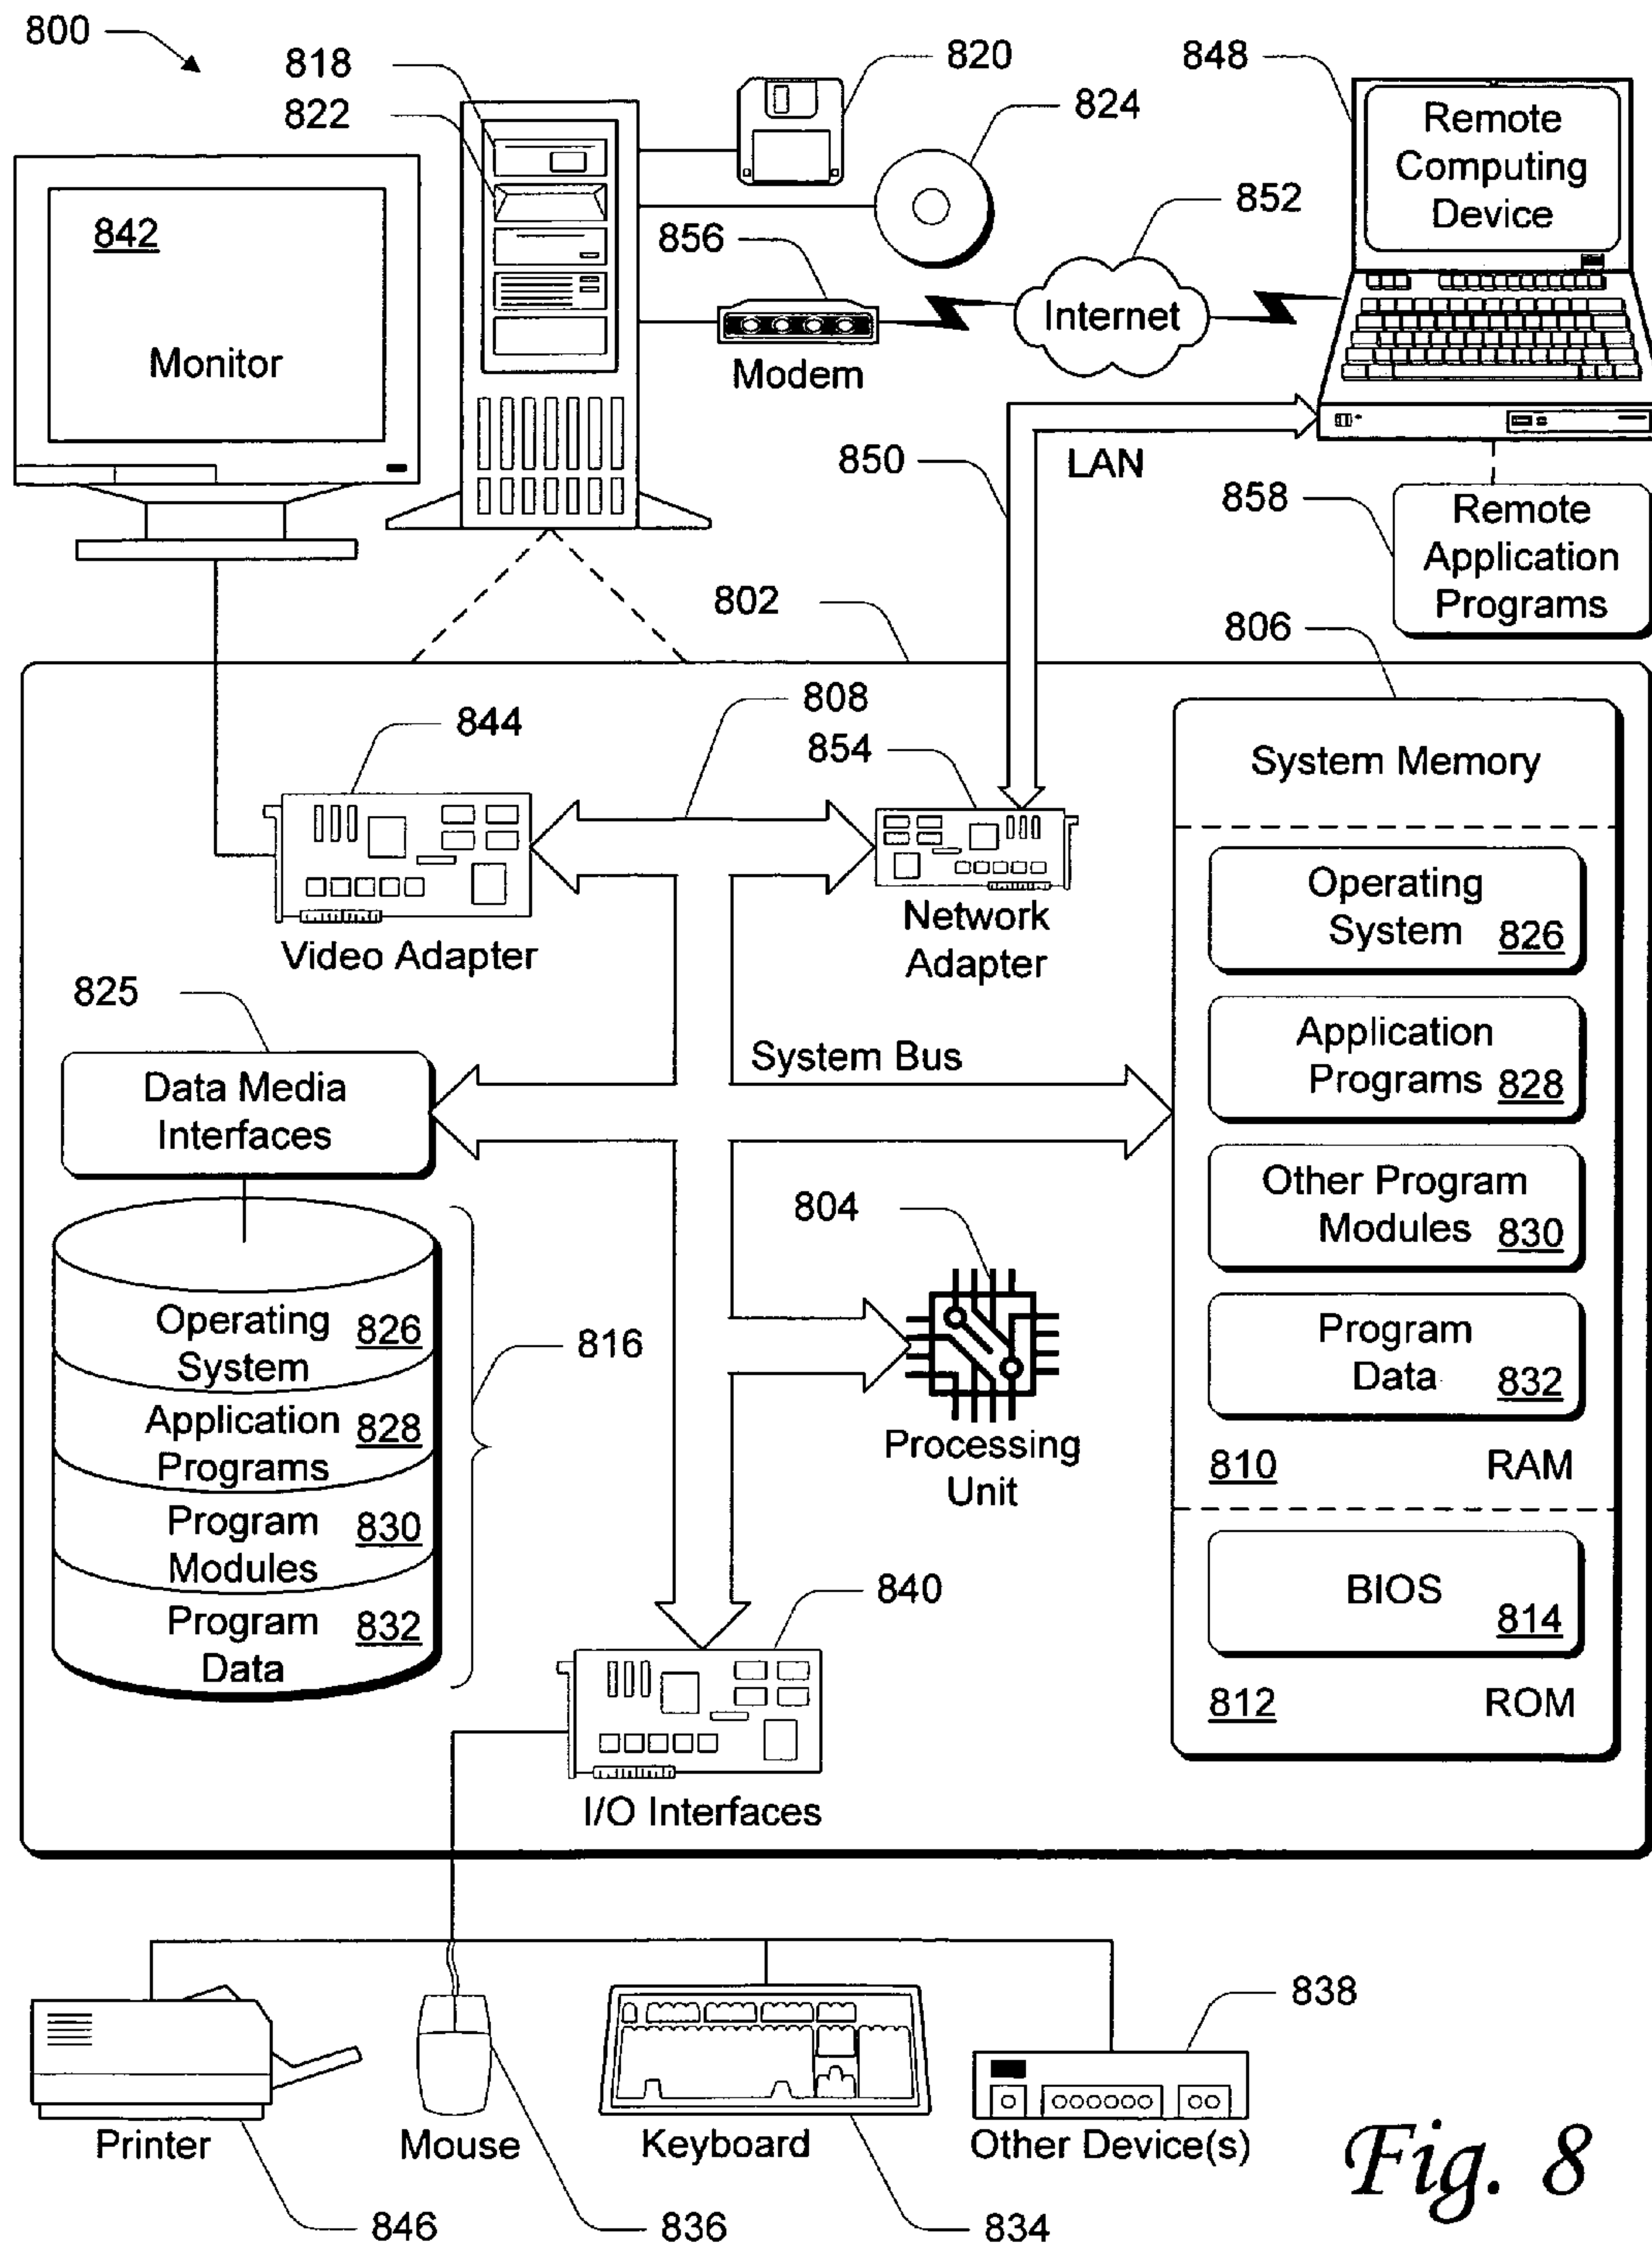 800
818
822
820
824
848
Remote
Computing
Device
842
Monitor
856
852
Internet
Modem
850
LAN
858
Remote
Application
Programs
802
806
808
844
854
System Memory
Video Adapter
Network
Adapter
Operating
System 826
825
Data Media
Interfaces
System Bus
Application
Programs 828
Other Program
Modules 830
804
Program
Data 832
Operating
System 826
Application
Programs 828
Program
Modules 830
Program
Data 832
816
Processing
Unit
810 RAM
BIOS
814
812 ROM
840
I/O Interfaces
838
Printer
Mouse
Keyboard
Other Device(s)
846
836
834
Fig. 8